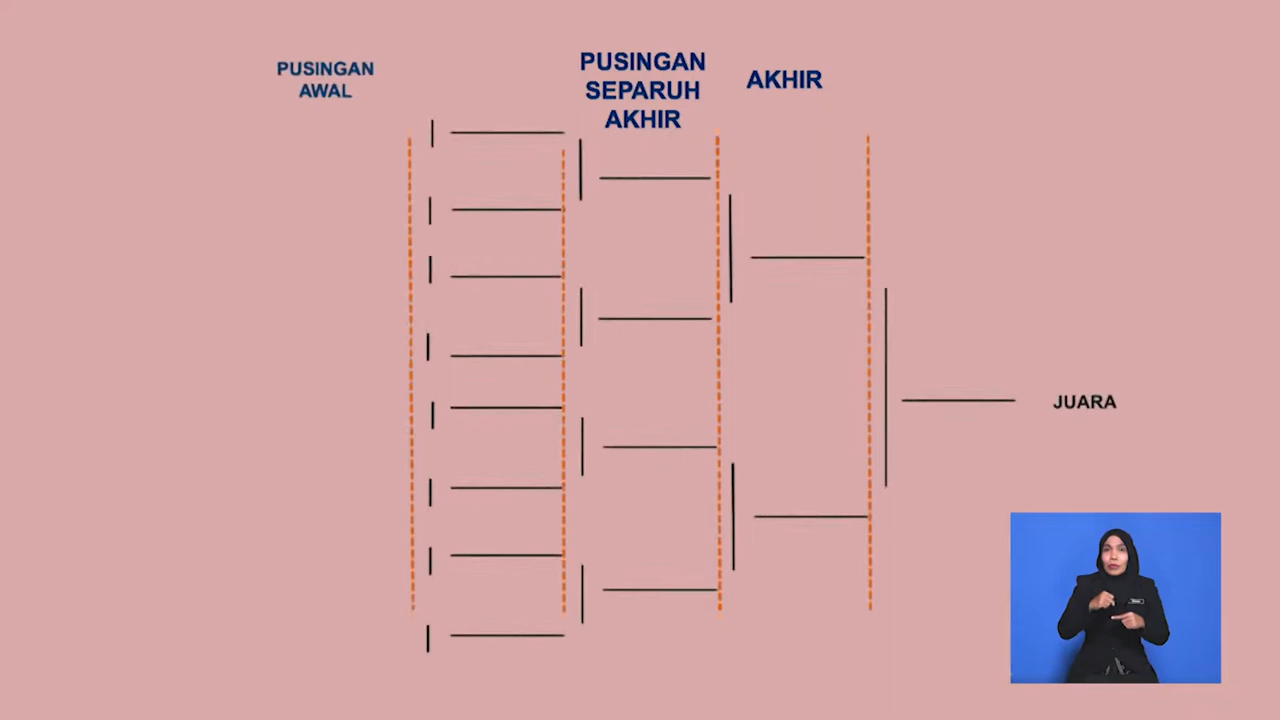 PUSINGAN
AWAL
PUSINGAN
SEPARUH
AKHIR
AKHIR
JUARA